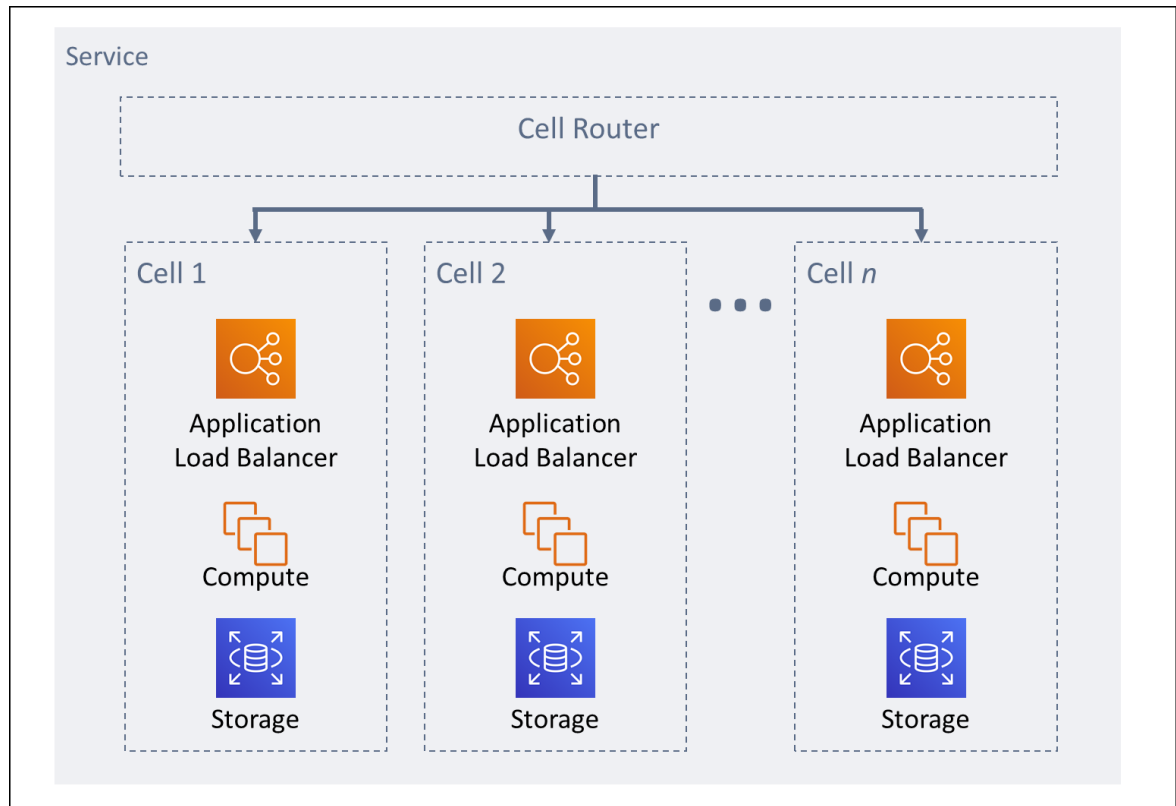 Service
Cell Router
Cell 1
Cell 2
Cell n
Application
Load Balancer
Application
Load Balancer
Application
Load Balancer
Compute
Compute
Compute
Storage
Storage
Storage